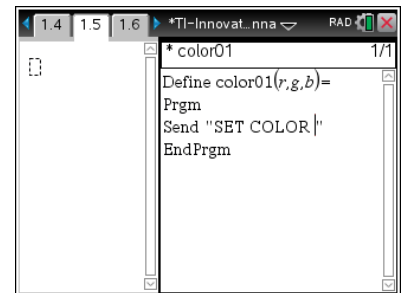 1.4 1.5 1.6 *TI-Innovat…nna RAD
* color01 1/1
Define color01(r,g,b)=
Prgm
Send "SET COLOR "
EndPrgm